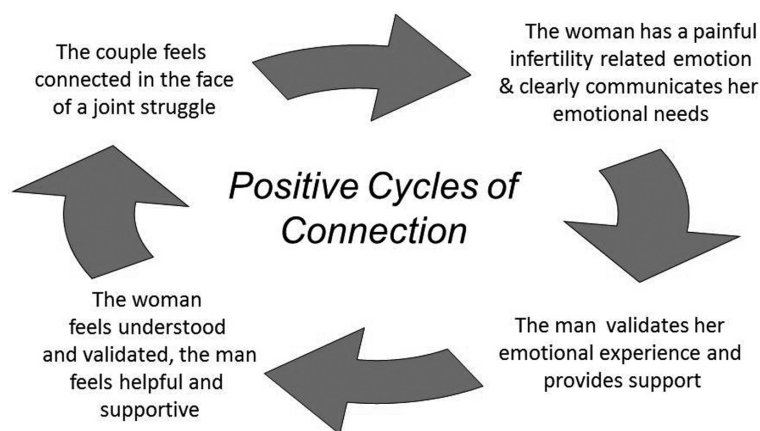 The couple feels
connected in the face
of a joint struggle
The woman has a painful
infertility related emotion
& clearly communicates her
emotional needs
Positive Cycles of
Connection
The woman
feels understood
and validated, the man
feels helpful and
supportive
The man validates her
emotional experience and
provides support